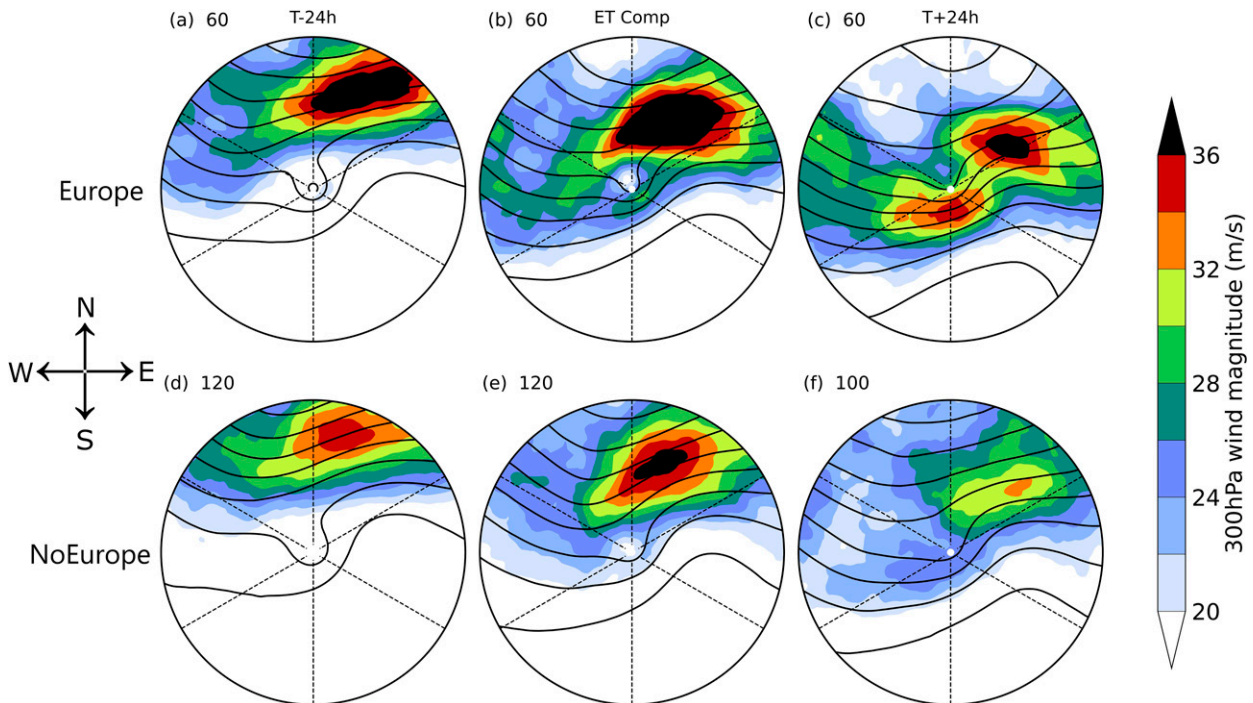 (a) 60 T-24h
(b) 60 ET Comp
(c) 60 T+24h
Europe
N
W E
S
(d) 120
(e) 120
(f) 100
NoEurope
36
32
28
24
20
300hPa wind magnitude (m/s)